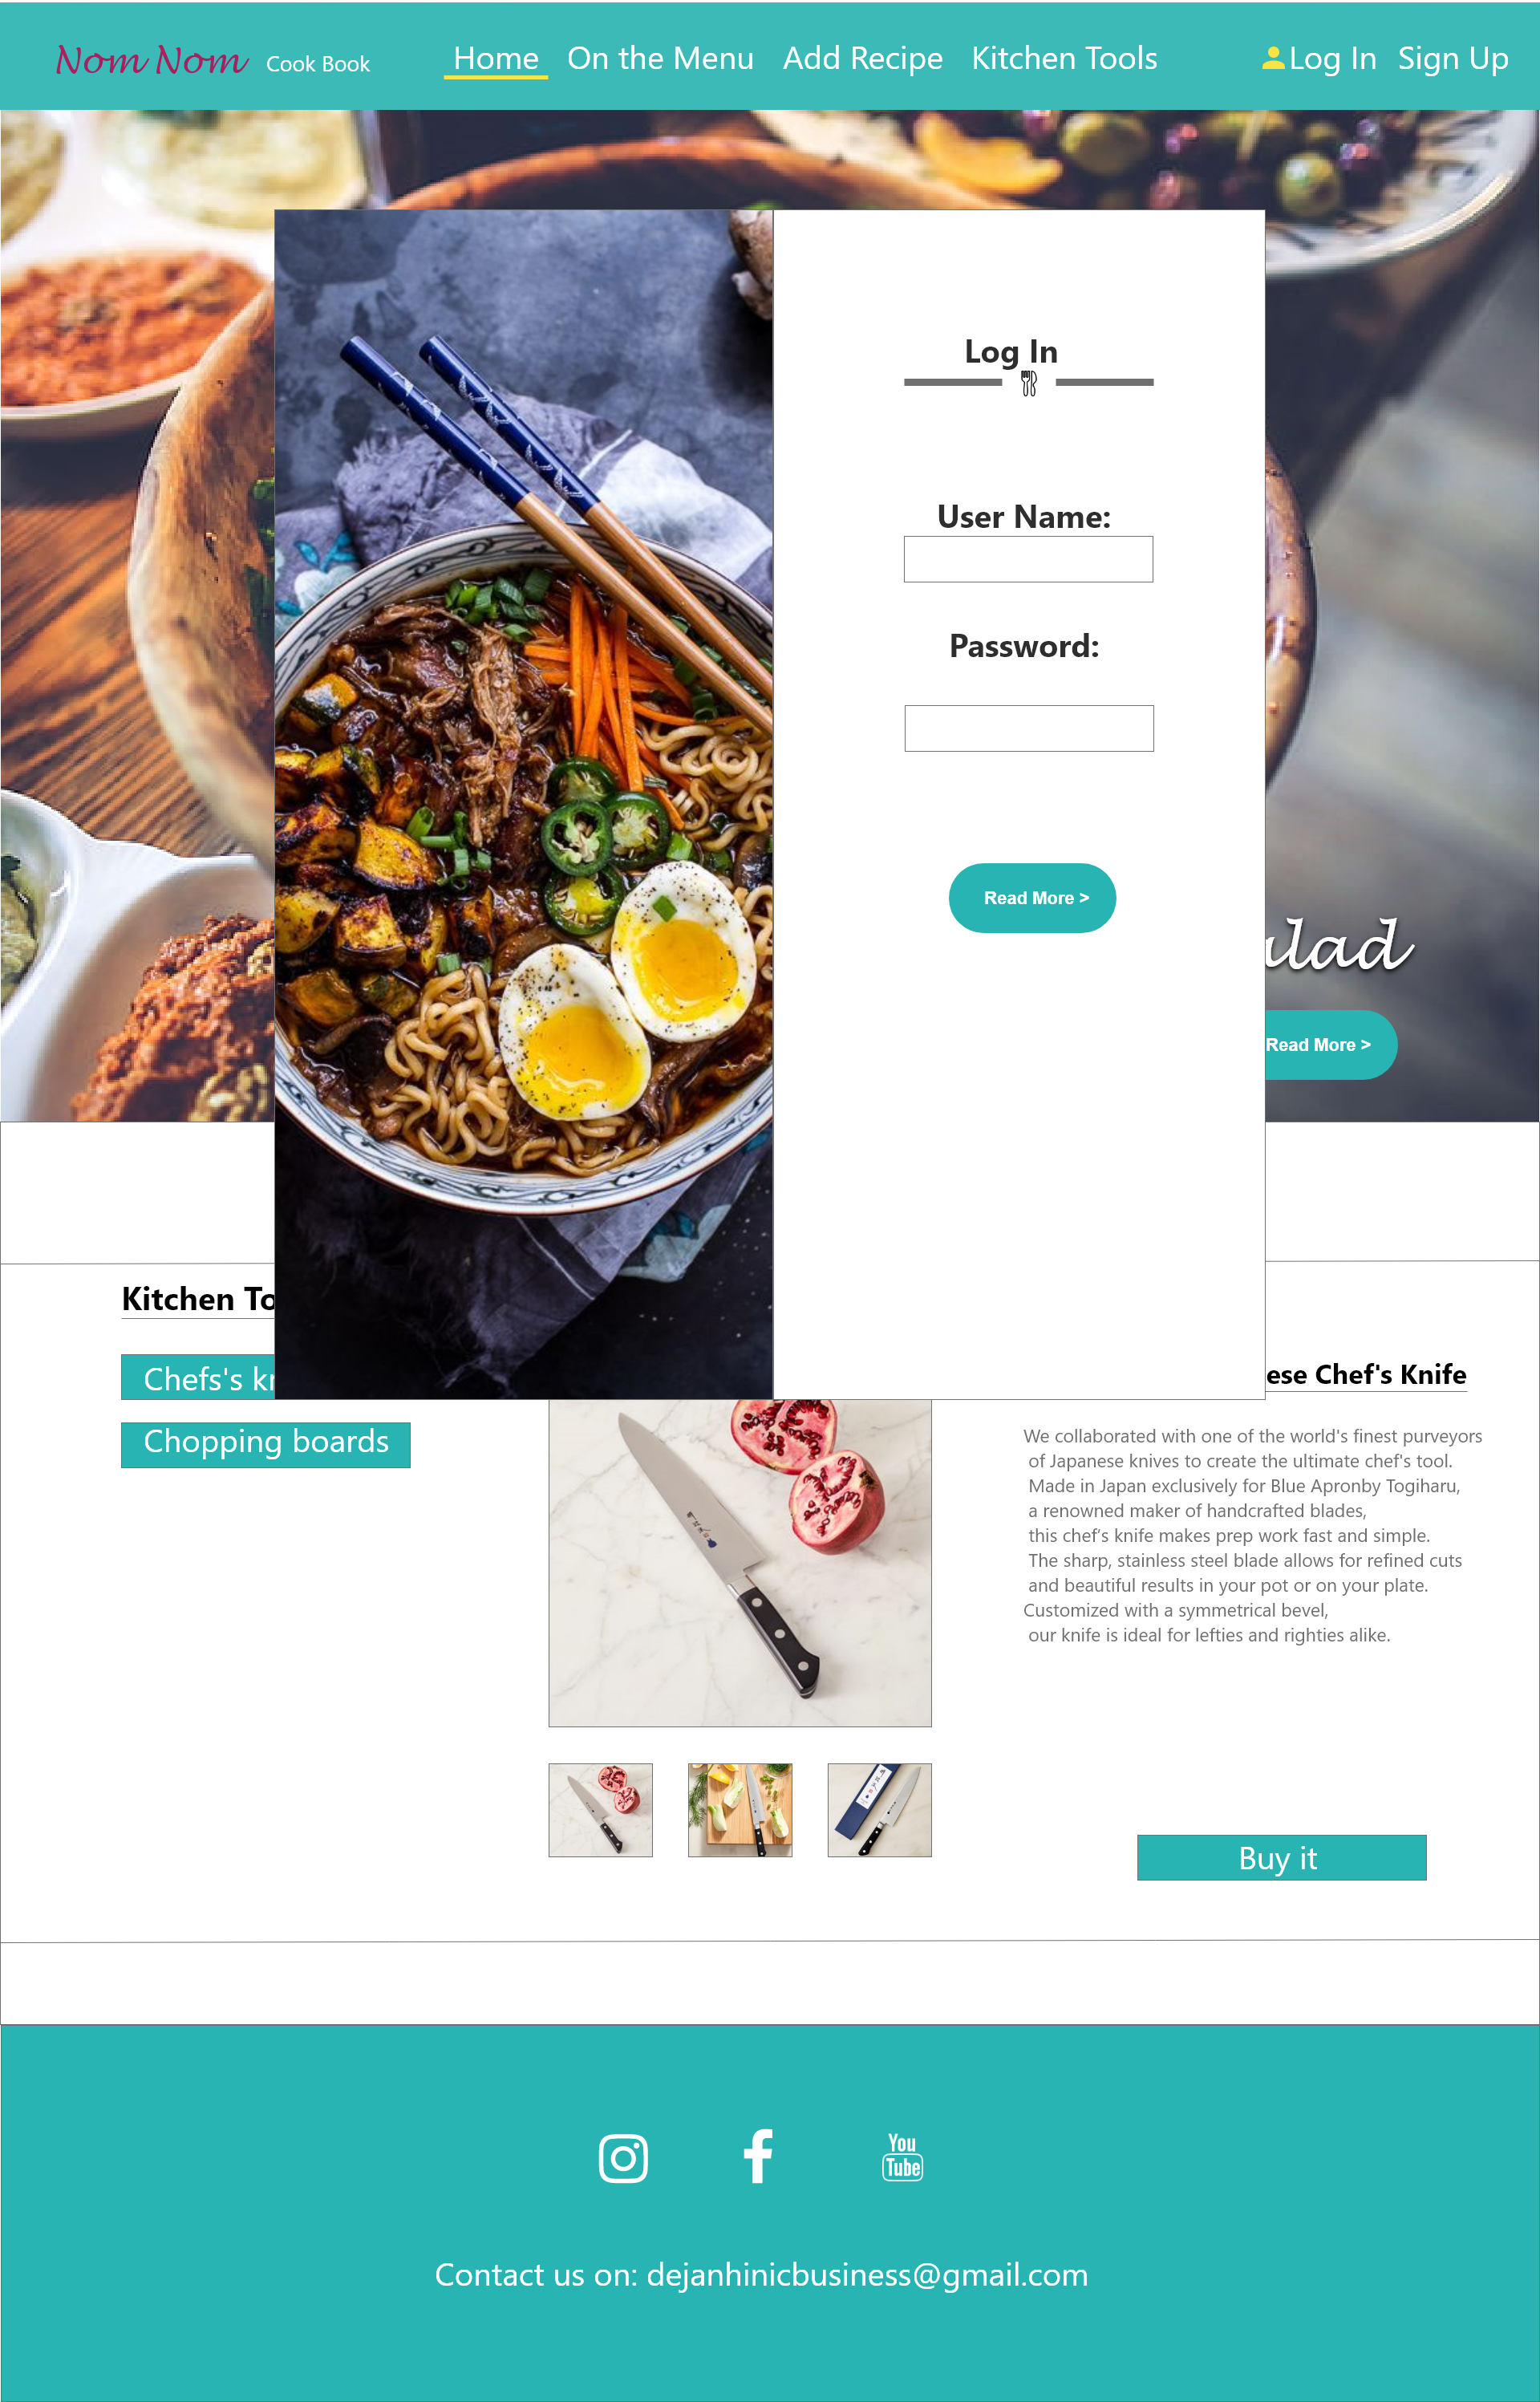 Nom Nom Cook Book Home On the Menu Add Recipe Kitchen Tools Log In Sign Up
Log In
User Name:
Password:
Read More >
lad
Read More >
Kitchen To
Chefs's k
Chopping boards
ese Chef's Knife
We collaborated with one of the world's finest purveyors
of Japanese knives to create the ultimate chef's tool.
Made in Japan exclusively for Blue Apronby Togiharu,
a renowned maker of handcrafted blades,
this chef’s knife makes prep work fast and simple.
The sharp, stainless steel blade allows for refined cuts
and beautiful results in your pot or on your plate.
Customized with a symmetrical bevel,
our knife is ideal for lefties and righties alike.
Buy it
You
Tube
Contact us on: dejanhinicbusiness@gmail.com